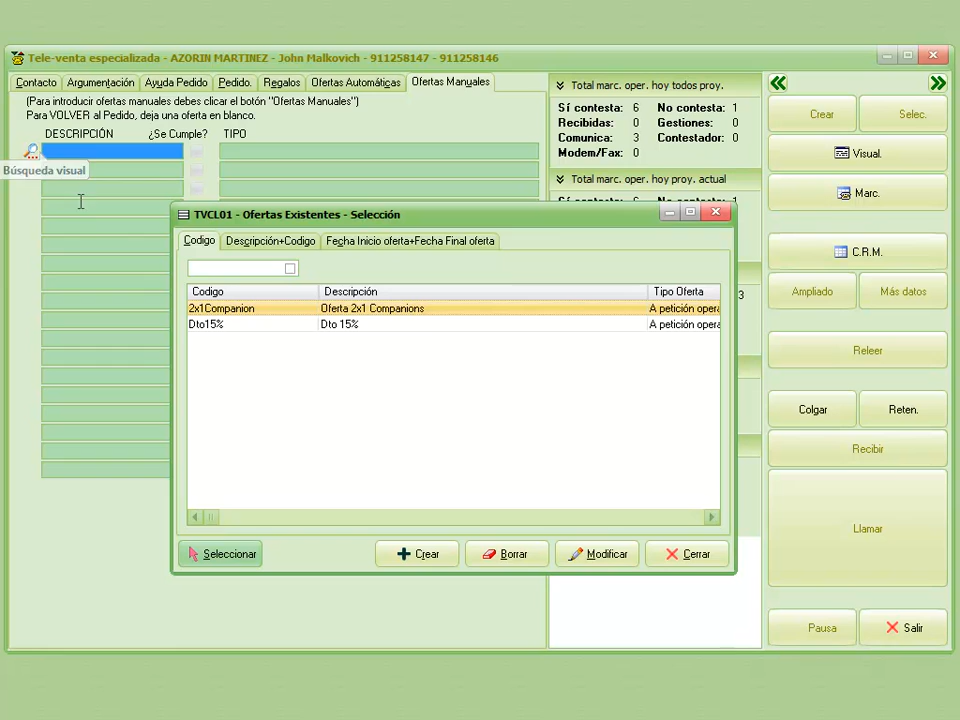 Tele-venta especializada - AZORIN MARTINEZ - John Malkovich - 911258147 - 911258146
Contacto Argumentación Ayuda Pedido Pedido. Regalos Ofertas Automáticas Ofertas Manuales
(Para introducir ofertas manuales debes clicar el botón "Ofertas Manuales")
Para VOLVER al Pedido, deja una oferta en blanco.
DESCRIPCIÓN ¿Se Cumple? TIPO
Búsqueda visual
Total marc. oper. hoy todos proy.
Sí contesta: 6 No contesta: 1
Recibidas: 0 Gestiones: 0
Comunica: 3 Contestador: 0
Modem/Fax: 0
Total marc. oper. hoy proy. actual
3
TVCL01 - Ofertas Existentes - Selección
Codigo Descripción+Codigo Fecha Inicio oferta+Fecha Final oferta
Codigo Descripción Tipo Oferta
2x1Companion Oferta 2x1 Companions A petición opera
Dto15% Dto 15% A petición opera
Seleccionar Crear Borrar Modificar Cerrar
Crear Selec.
Visual.
Marc.
C.R.M.
Ampliado Más datos
Releer
Colgar Reten.
Recibir
Llamar
Pausa Salir